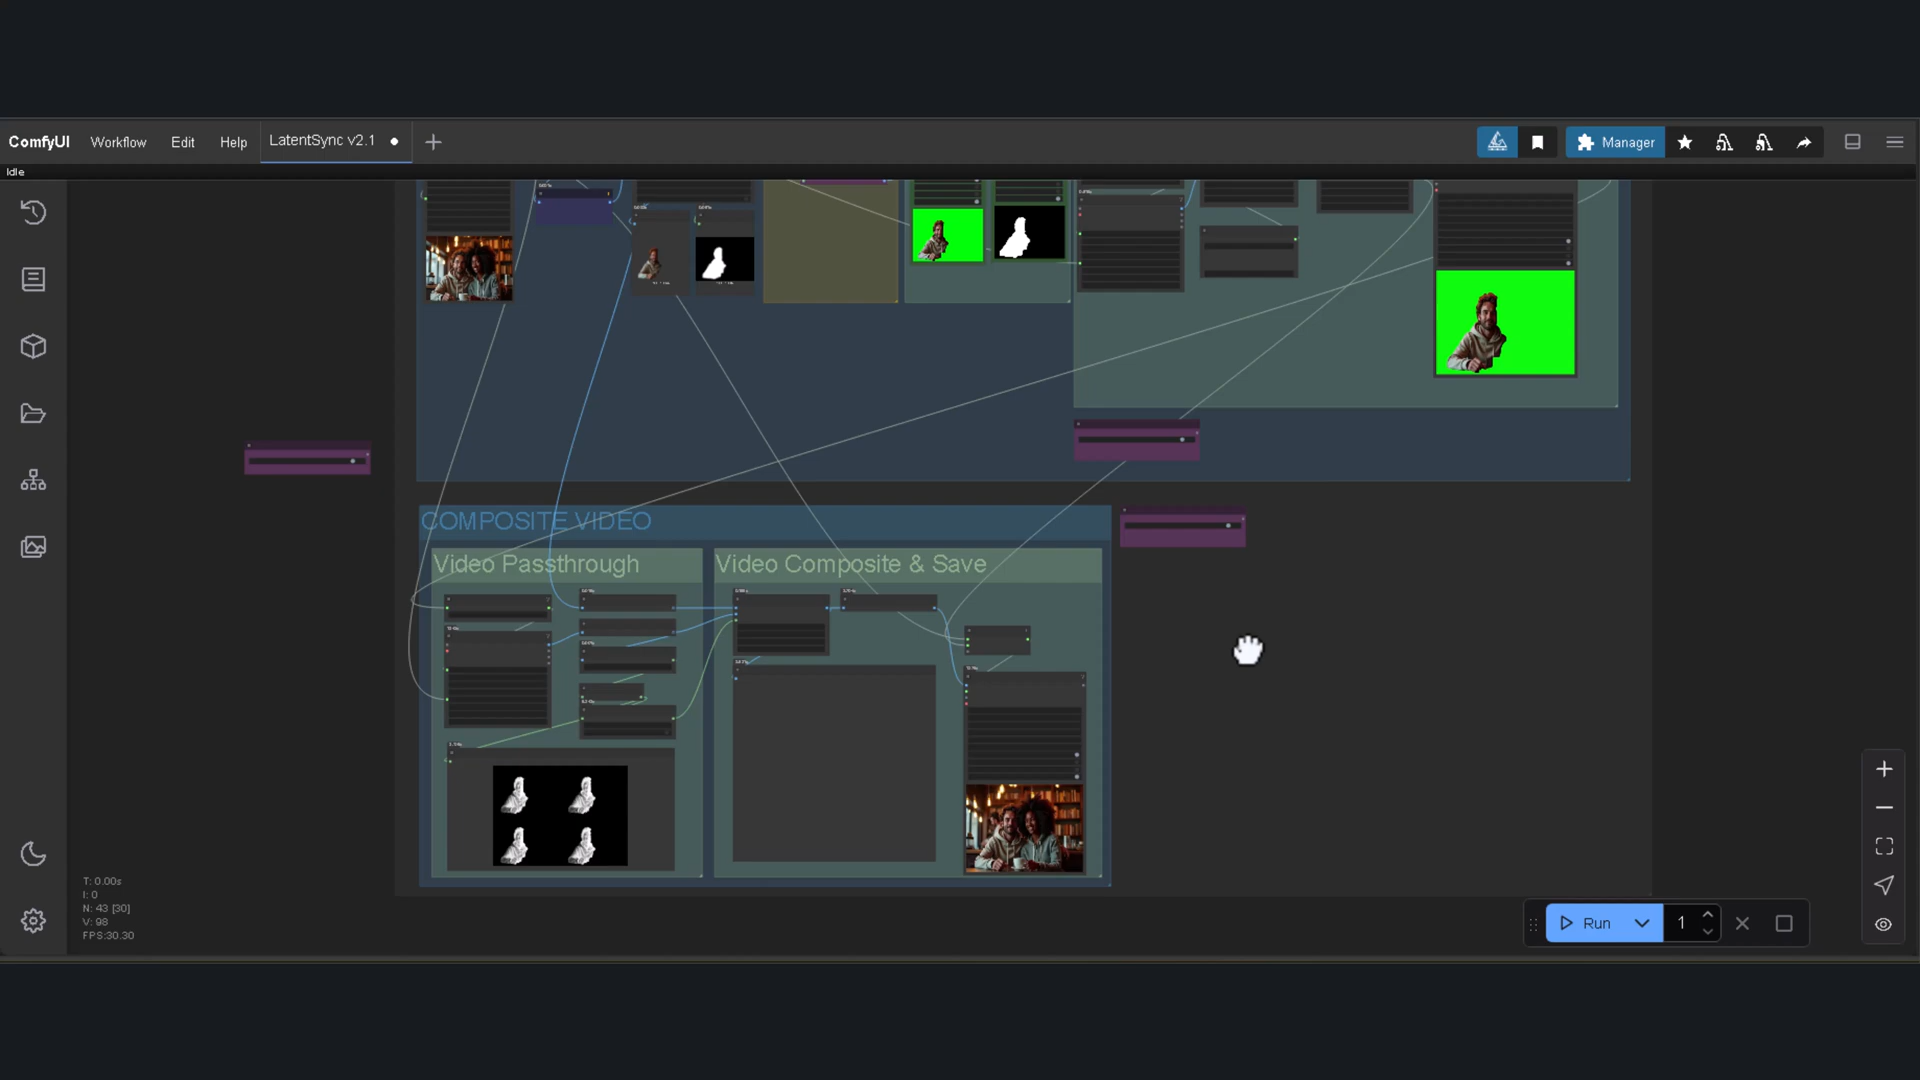 ComfyUI
Workflow
Edit
Help
LatentSync v2.1
Manager
Idle
COMPOSITE VIDEO
Video Passthrough
Video Composite & Save
T: 0.00s
I: 0
N: 43 [30]
V: 98
FPS:30.30
Run
1